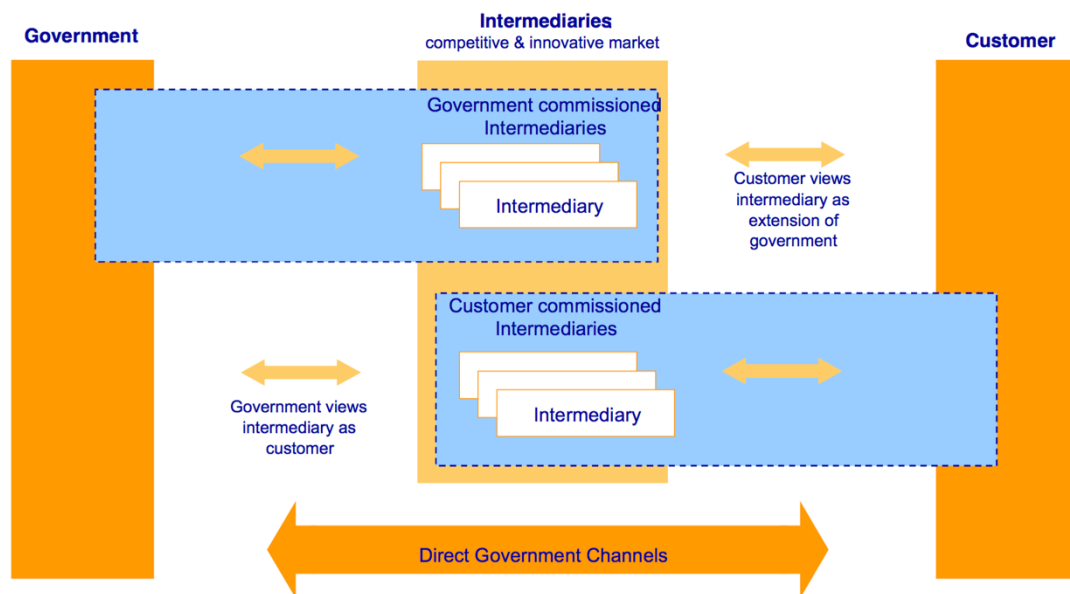 Government
Intermediaries
competitive & innovative market
Customer
Government commissioned
Intermediaries
Intermediary
Customer views
intermediary as
extension of
government
Customer commissioned
Intermediaries
Intermediary
Government views
intermediary as
customer
Direct Government Channels